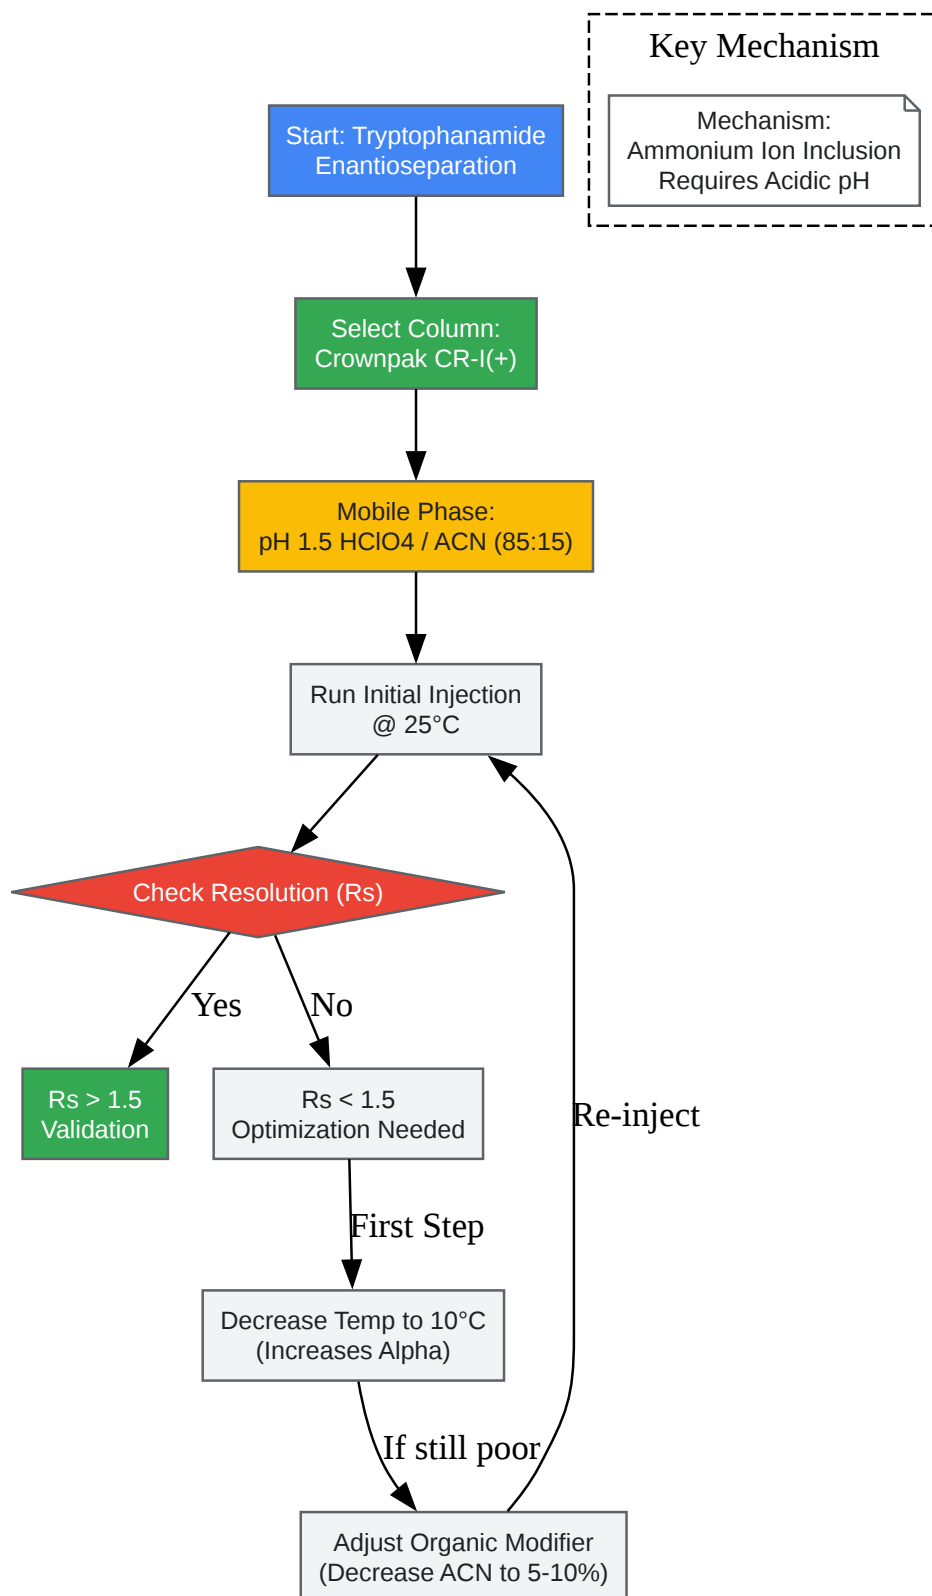 Key Mechanism
Mechanism:
Ammonium Ion Inclusion
Requires Acidic pH
Start: Tryptophanamide
Enantioseparation
Select Column:
Crownpak CR-I(+)
Mobile Phase:
pH 1.5 HClO4 / ACN (85:15)
Run Initial Injection
@ 25°C
Check Resolution (Rs)
Yes
No
Rs > 1.5
Validation
Rs < 1.5
Optimization Needed
Re-inject
First Step
Decrease Temp to 10°C
(Increases Alpha)
If still poor
Adjust Organic Modifier
(Decrease ACN to 5-10%)